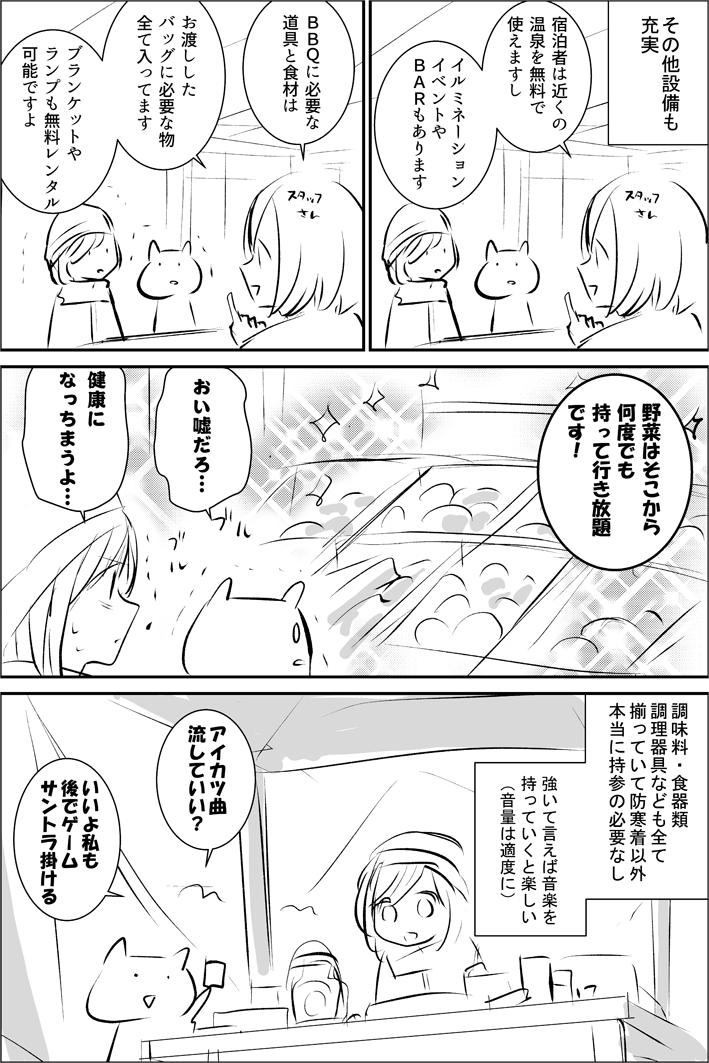 その他設備も
充実
宿泊者は近くの
温泉を無料で
使えますし
イルミネーション
イベントや
BARもあります
スタッフ
さん
BBQに必要な
道具と食材は
お渡しした
バッグに必要な物
全て入ってます
ブランケットや
ランプも無料レンタル
可能ですよ
スタッフ
さん
野菜はそこから
何度でも
持って行き放題
です!
おい嘘だろ…
健康に
なっちまうよ…
調味料・食器類
調理器具なども全て
揃っていて防寒着以外
本当に持参の必要なし
強いて言えば音楽を
持っていくと楽しい
(音量は適度に)
アイカツ曲
流していい?
いいよ私も
後でゲーム
サントラ掛ける